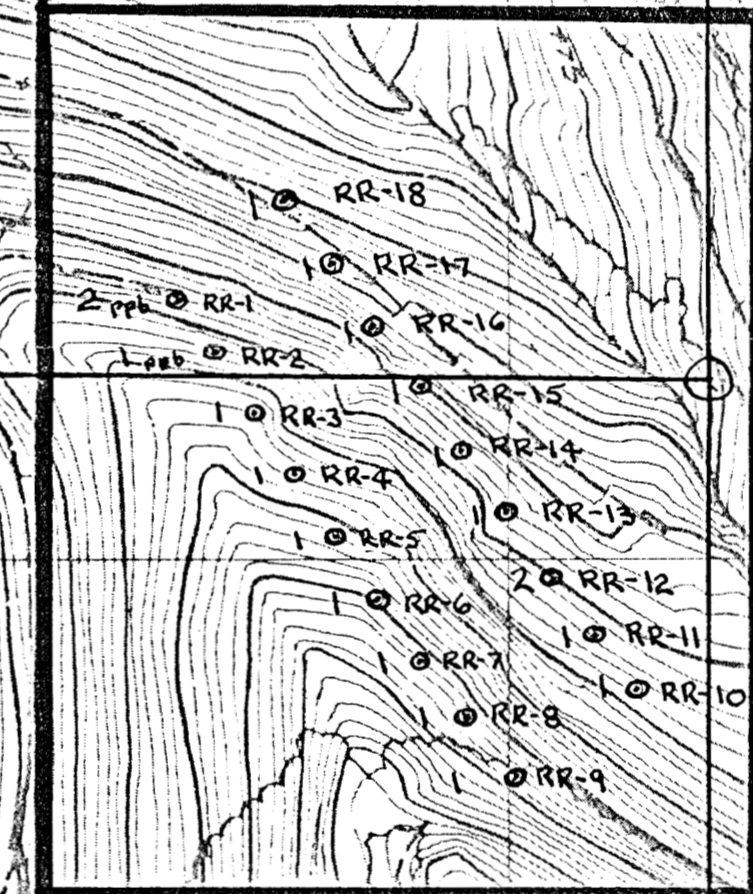 1 RR-18
1 RR-17
2 ppb RR-1
1 RR-16
1 ppb RR-2
1 RR-15
1 RR-3
1 RR-14
1 RR-4
1 RR-13
1 RR-5
2 RR-12
1 RR-6
1 RR-11
1 RR-7
1 RR-10
1 RR-8
1 RR-9